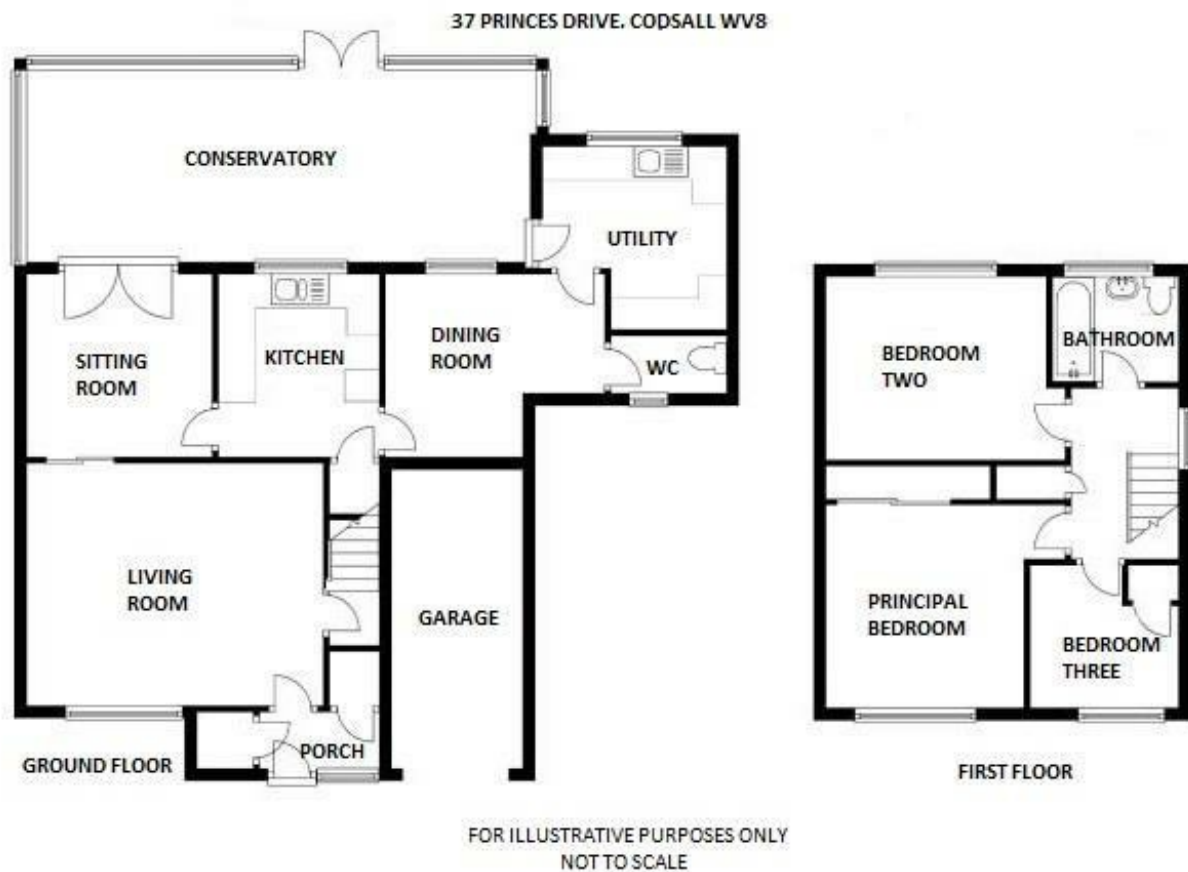 37 PRINCES DRIVE. CODSALL WV8
CONSERVATORY
UTILITY
SITTING
ROOM
KITCHEN
DINING
ROOM
WC
LIVING
ROOM
GARAGE
PORCH
GROUND FLOOR
BEDROOM
TWO
BATHROOM
PRINCIPAL
BEDROOM
BEDROOM
THREE
FIRST FLOOR
FOR ILLUSTRATIVE PURPOSES ONLY
NOT TO SCALE